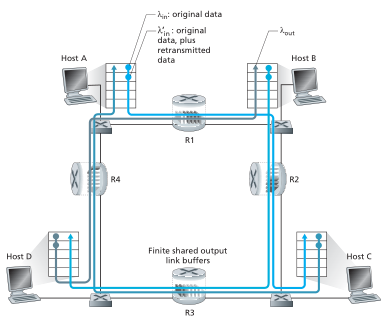 λin: original data
λ′in: original
data, plus
retransmitted
data
λout
Host A
Host B
R1
R4
R2
Finite shared output
link buffers
Host D
Host C
R3